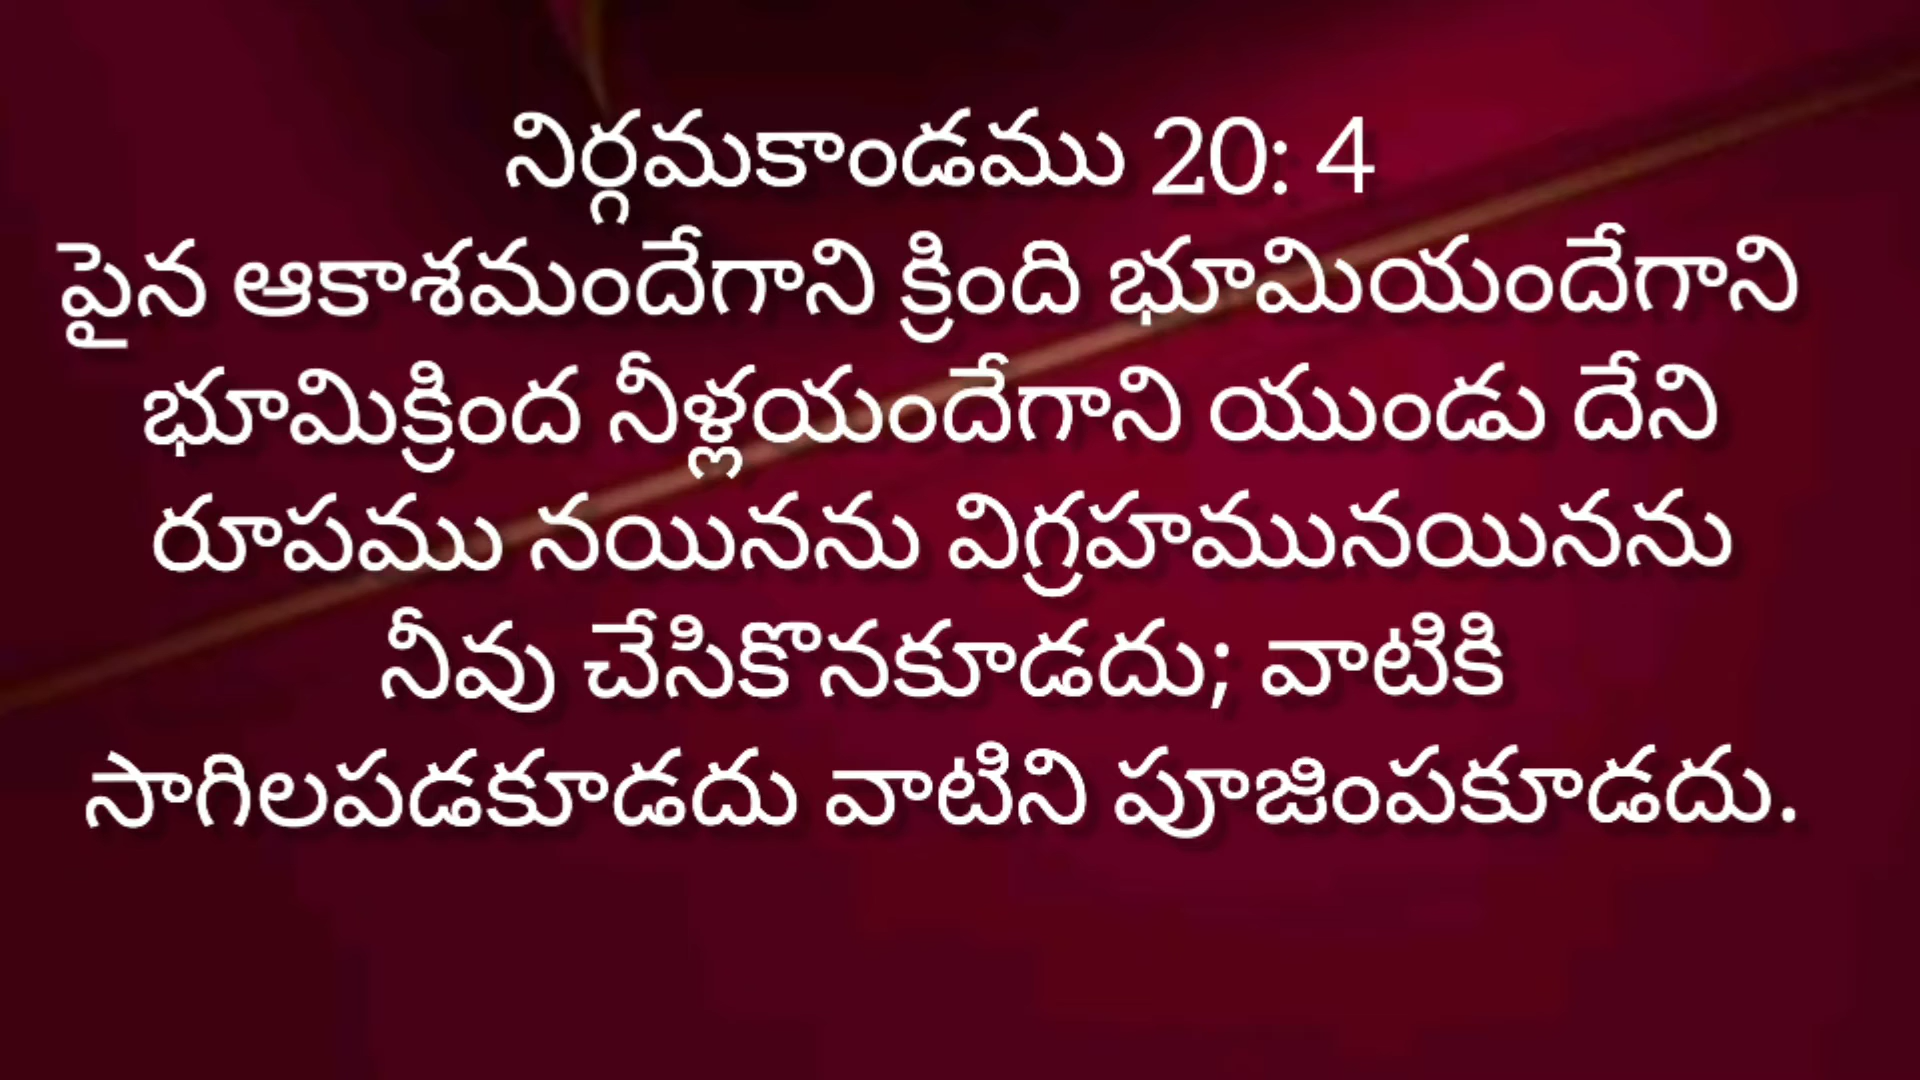 నిర్గమకాండము 20: 4
పైన ఆకాశమందేగాని క్రింది భూమియందేగాని
భూమిక్రింద నీళ్లయందేగాని యుండు దేని
రూపము నయినను విగ్రహమునయినను
నీవు చేసికొనకూడదు; వాటికి
సాగిలపడకూడదు వాటిని పూజింపకూడదు.